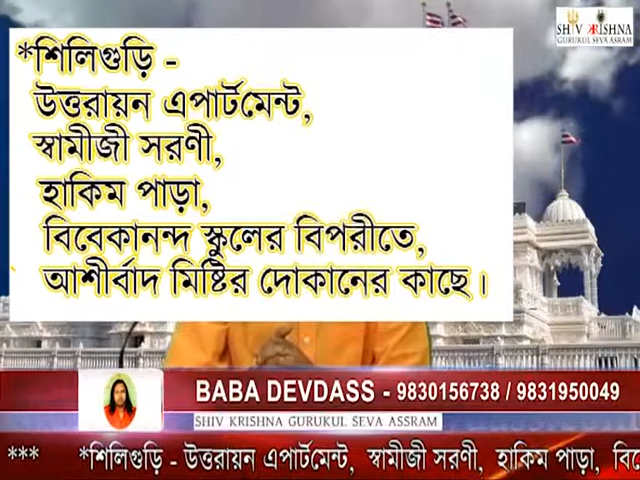 SHIV KRISHNA
GURUKUL SEVA ASRAM
*শিলিগুড়ি -
উত্তরায়ন এপার্টমেন্ট,
স্বামীজী সরণী,
হাকিম পাড়া,
বিবেকানন্দ স্কুলের বিপরীতে,
আশীর্বাদ মিষ্টির দোকানের কাছে।
BABA DEVDASS - 9830156738 / 9831950049
SHIV KRISHNA GURUKUL SEVA ASSRAM
*** *শিলিগুড়ি - উত্তরায়ন এপার্টমেন্ট, স্বামীজী সরণী, হাকিম পাড়া, বিবে